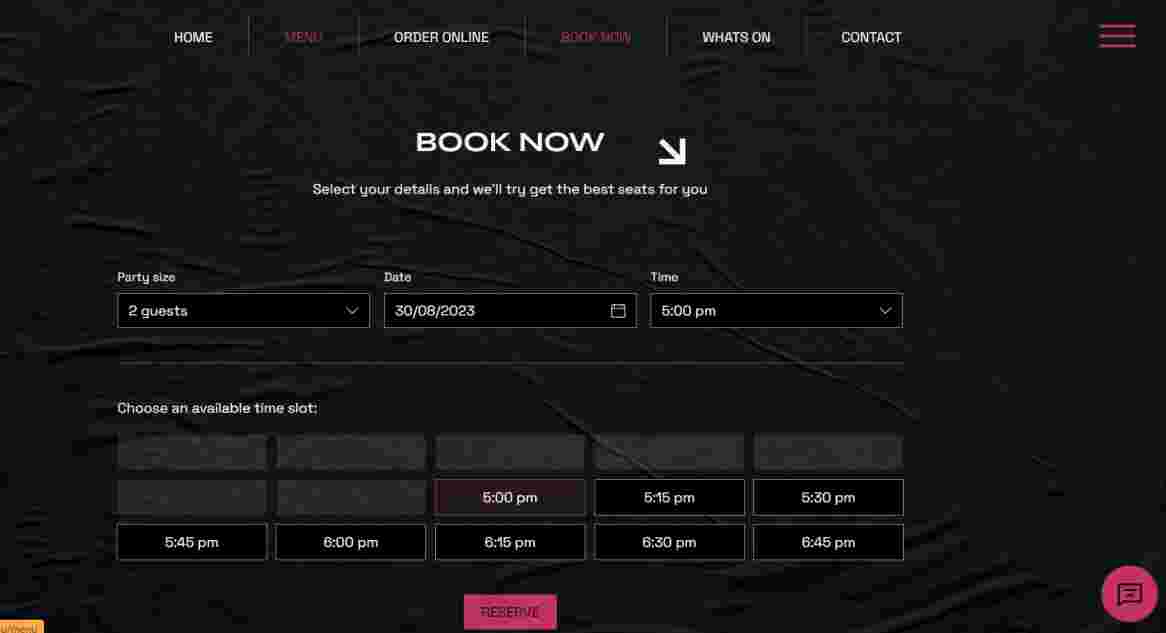 HOME MENU ORDER ONLINE BOOK NOW WHATS ON CONTACT
BOOK NOW
Select your details and we'll try get the best seats for you
Party size Date Time
2 guests 30/08/2023 5:00 pm
Choose an available time slot:
5:00 pm 5:15 pm 5:30 pm
5:45 pm 6:00 pm 6:15 pm 6:30 pm 6:45 pm
RESERVE